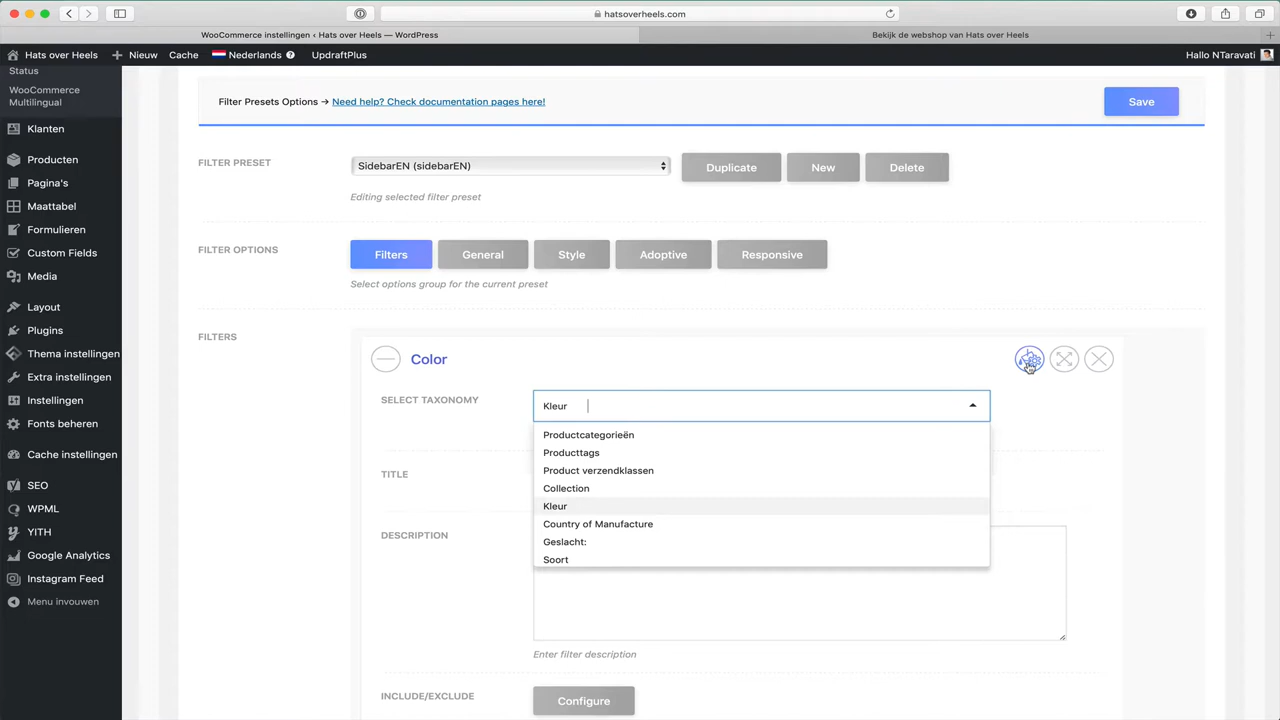 hatsoverheels.com
WooCommerce instellingen ‹ Hats over Heels — WordPress
Bekijk de webshop van Hats over Heels
Hats over Heels
Nieuw
Cache
Nederlands
UpdraftPlus
Hallo NTaravati
Status
WooCommerce
Multilingual
Klanten
Producten
Pagina's
Maattabel
Formulieren
Custom Fields
Media
Layout
Plugins
Thema instellingen
Extra instellingen
Instellingen
Fonts beheren
Cache instellingen
SEO
WPML
YITH
Google Analytics
Instagram Feed
Menu invouwen
Filter Presets Options → Need help? Check documentation pages here!
Save
FILTER PRESET
SidebarEN (sidebarEN)
Duplicate
New
Delete
Editing selected filter preset
FILTER OPTIONS
Filters
General
Style
Adoptive
Responsive
Select options group for the current preset
FILTERS
Color
SELECT TAXONOMY
Kleur
Productcategorieën
Producttags
Product verzendklassen
Collection
Kleur
Country of Manufacture
Geslacht:
Soort
TITLE
DESCRIPTION
Enter filter description
INCLUDE/EXCLUDE
Configure